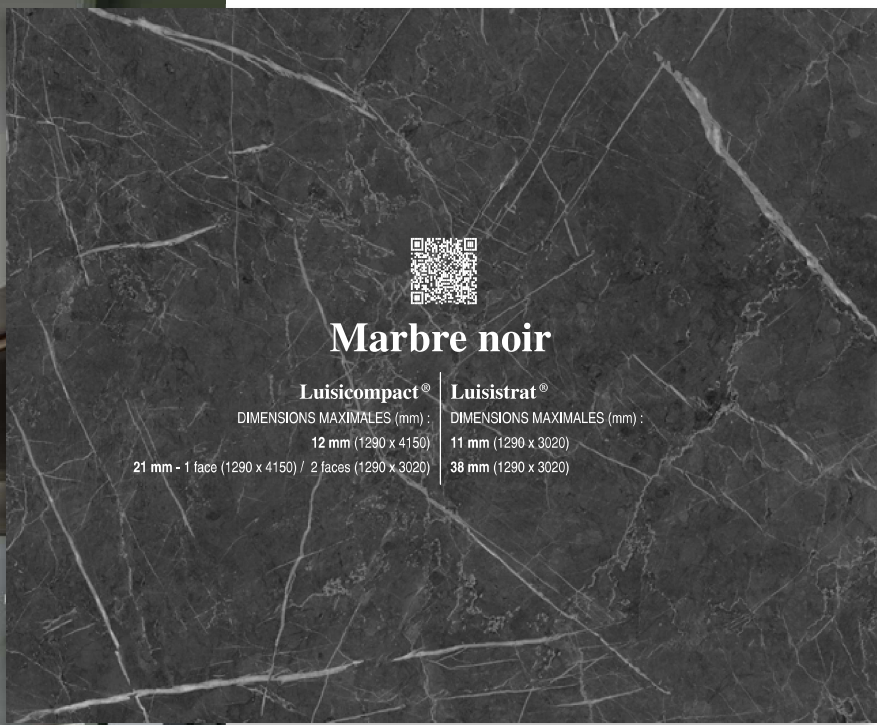 Marbre noir
Luisicompact®
DIMENSIONS MAXIMALES (mm) :
12 mm (1290 x 4150)
21 mm - 1 face (1290 x 4150) / 2 faces (1290 x 3020)
Luisistrat®
DIMENSIONS MAXIMALES (mm) :
11 mm (1290 x 3020)
38 mm (1290 x 3020)